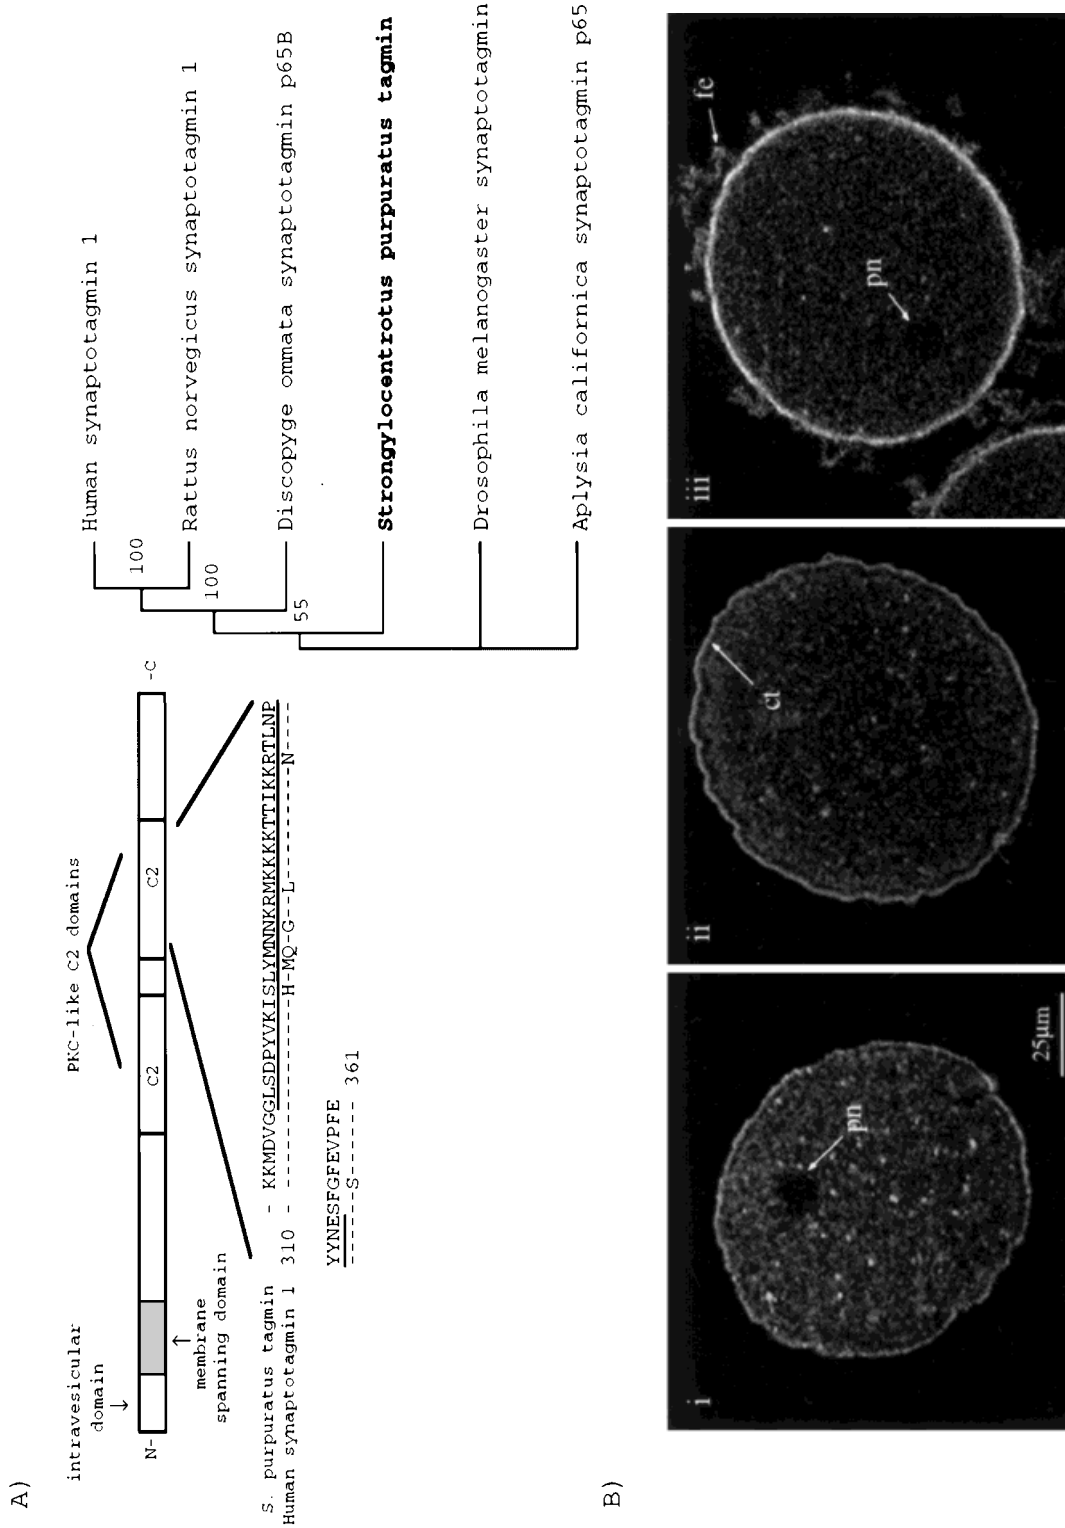 A)
intravesicular
domain
↓
PKC-like C2 domains
N-
C2
C2
-C
↑
membrane
spanning domain
S. purpuratus tagmin - KKMDVGGLSDPYVKISLYMNNKRMKKKKTTIKKRTLNP
Human synaptotagmin 1 310 - ---------------H-MQ-G--L---------N----
YYNESFGFEVPFE
------S------ 361
Human synaptotagmin 1
100
Rattus norvegicus synaptotagmin 1
100
Discopyge ommata synaptotagmin p65B
55
Strongylocentrotus purpuratus tagmin
Drosophila melanogaster synaptotagmin
Aplysia californica synaptotagmin p65
B)
i
pn
25µm
ii
ct
iii
fe
pn